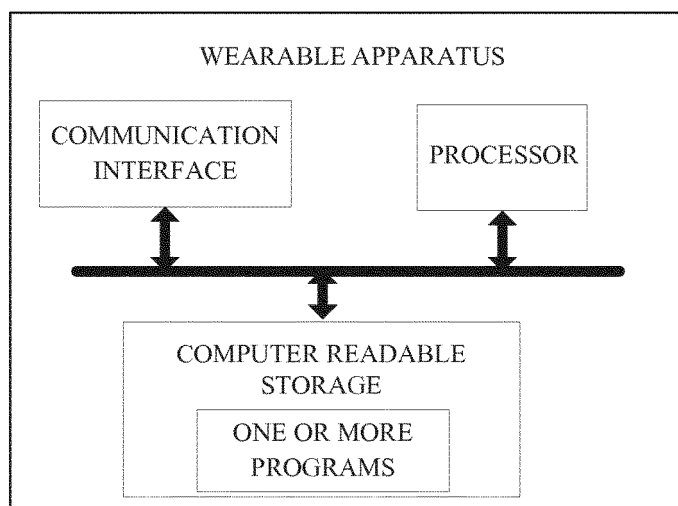 WEARABLE APPARATUS
COMMUNICATION
INTERFACE
PROCESSOR
COMPUTER READABLE
STORAGE
ONE OR MORE
PROGRAMS